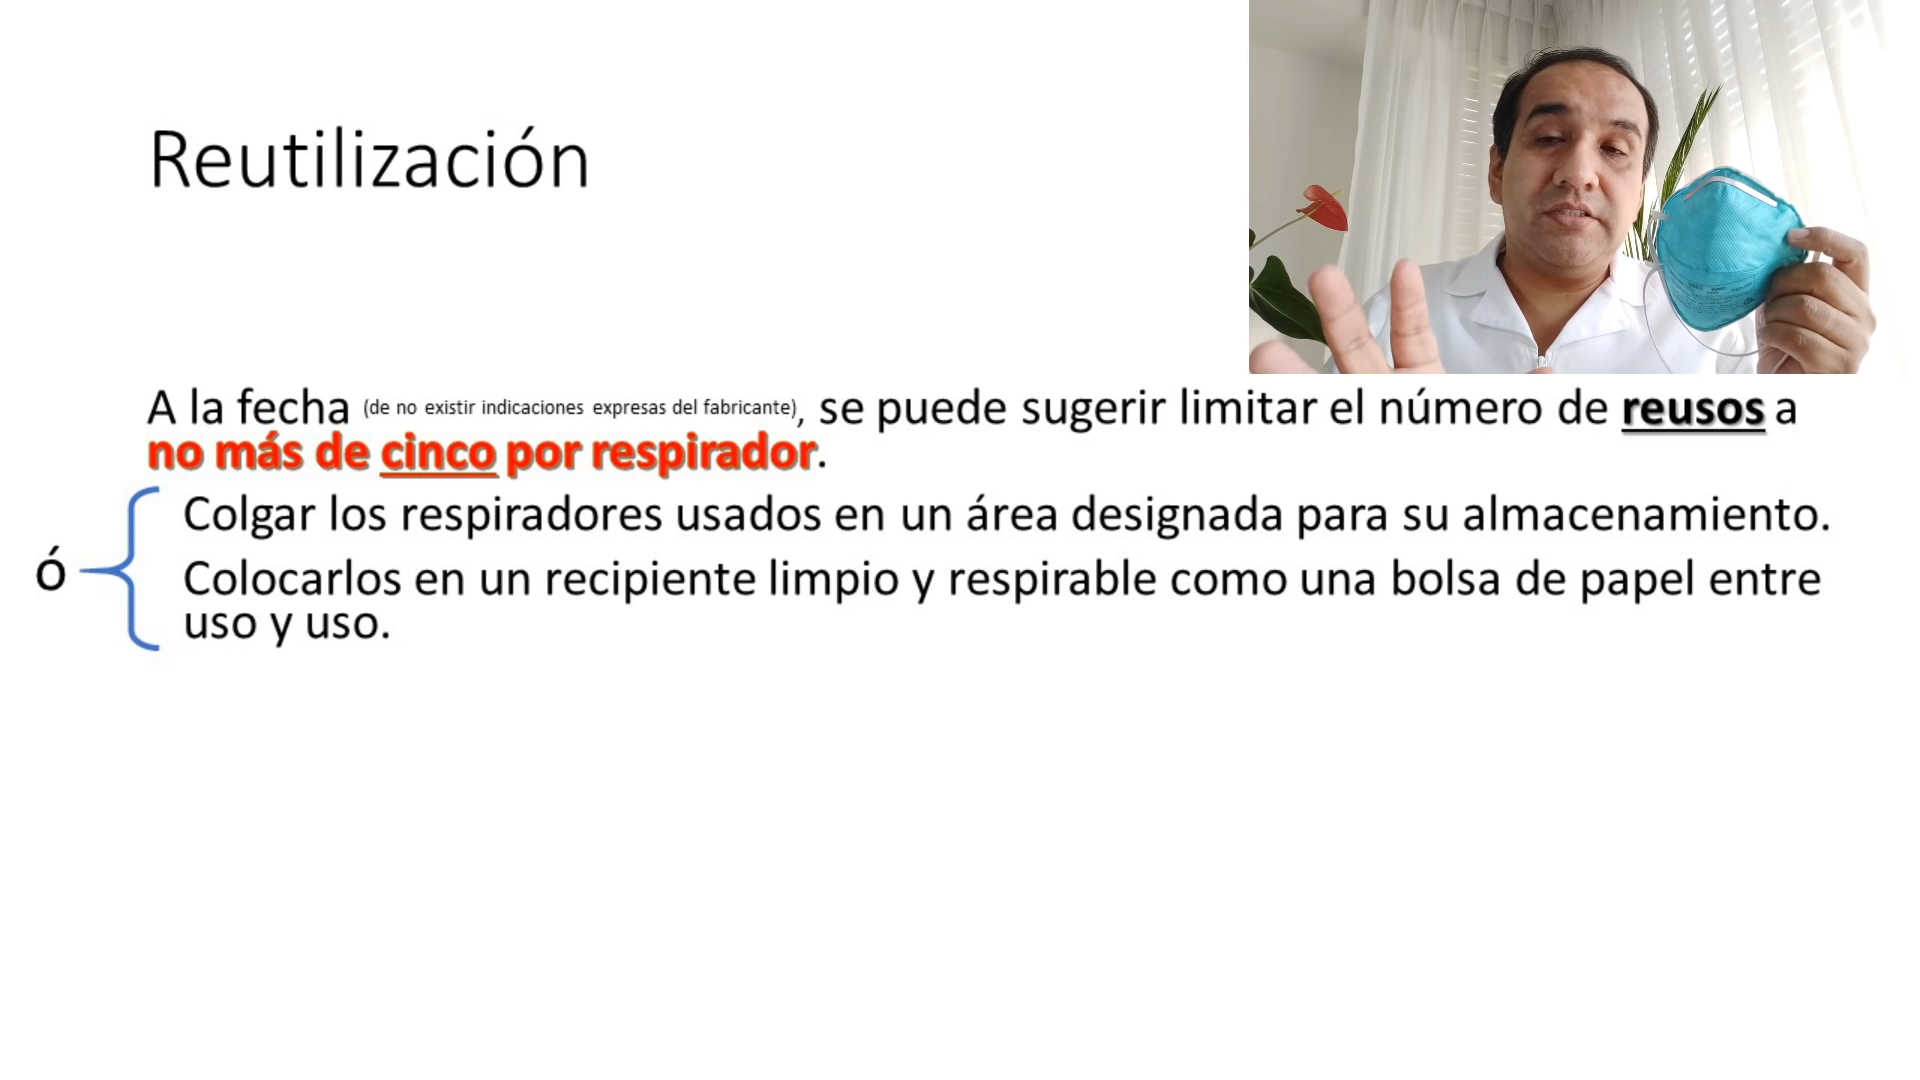 Reutilización
A la fecha (de no existir indicaciones expresas del fabricante), se puede sugerir limitar el número de reusos a
no más de cinco por respirador.
Colgar los respiradores usados en un área designada para su almacenamiento.
ó
Colocarlos en un recipiente limpio y respirable como una bolsa de papel entre
uso y uso.